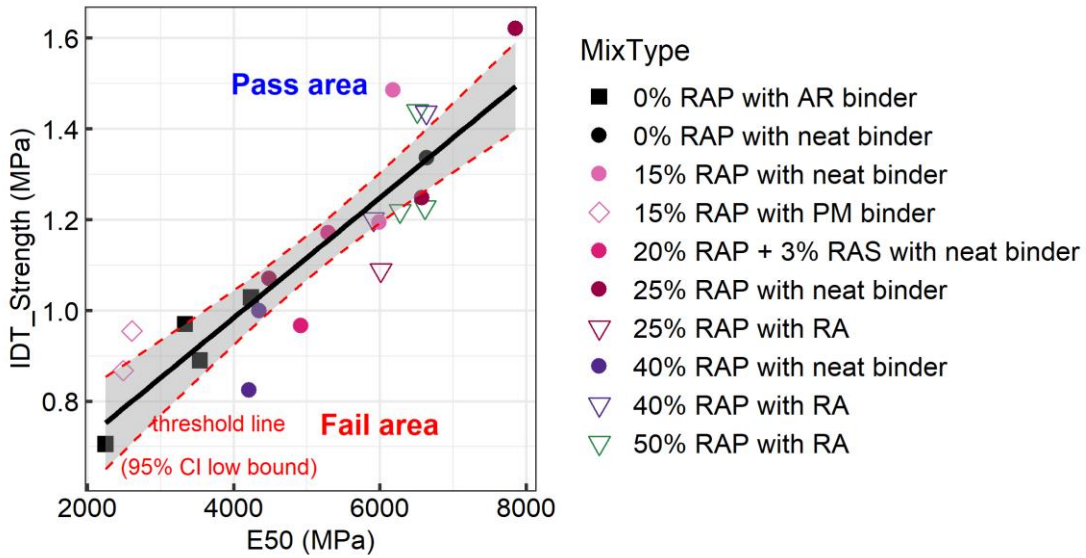 IDT_Strength (MPa)
1.6
1.4
1.2
1.0
0.8
Pass area
Fail area
threshold line
(95% CI low bound)
2000
4000
6000
8000
E50 (MPa)
MixType
0% RAP with AR binder
0% RAP with neat binder
15% RAP with neat binder
15% RAP with PM binder
20% RAP + 3% RAS with neat binder
25% RAP with neat binder
25% RAP with RA
40% RAP with neat binder
40% RAP with RA
50% RAP with RA